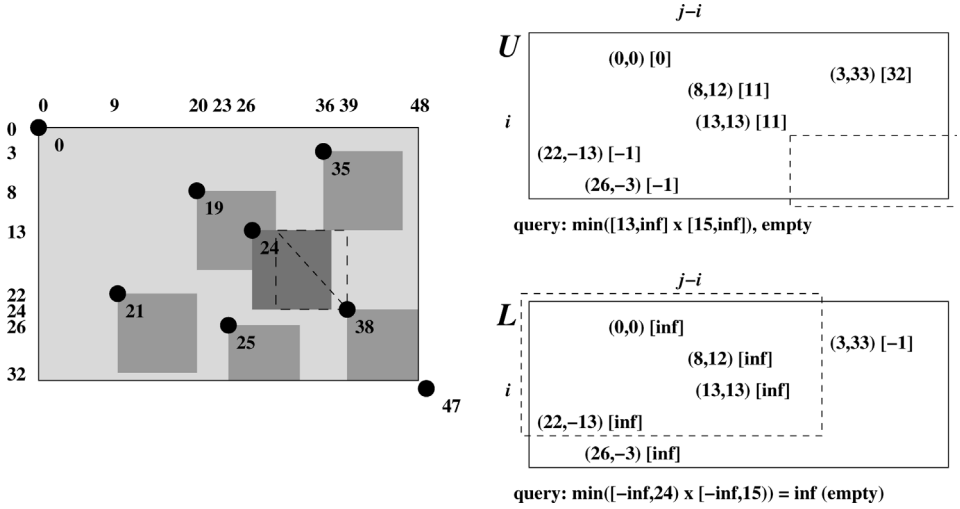 0 9 20 23 26 36 39 48
0
3
8
13
22
24
26
32
0
35
19
24
21
38
25
47
j−i
U
i
(0,0) [0]
(3,33) [32]
(8,12) [11]
(13,13) [11]
(22,−13) [−1]
(26,−3) [−1]
query: min([13,inf] x [15,inf]), empty
j−i
L
i
(0,0) [inf]
(3,33) [−1]
(8,12) [inf]
(13,13) [inf]
(22,−13) [inf]
(26,−3) [inf]
query: min([−inf,24) x [−inf,15)) = inf (empty)